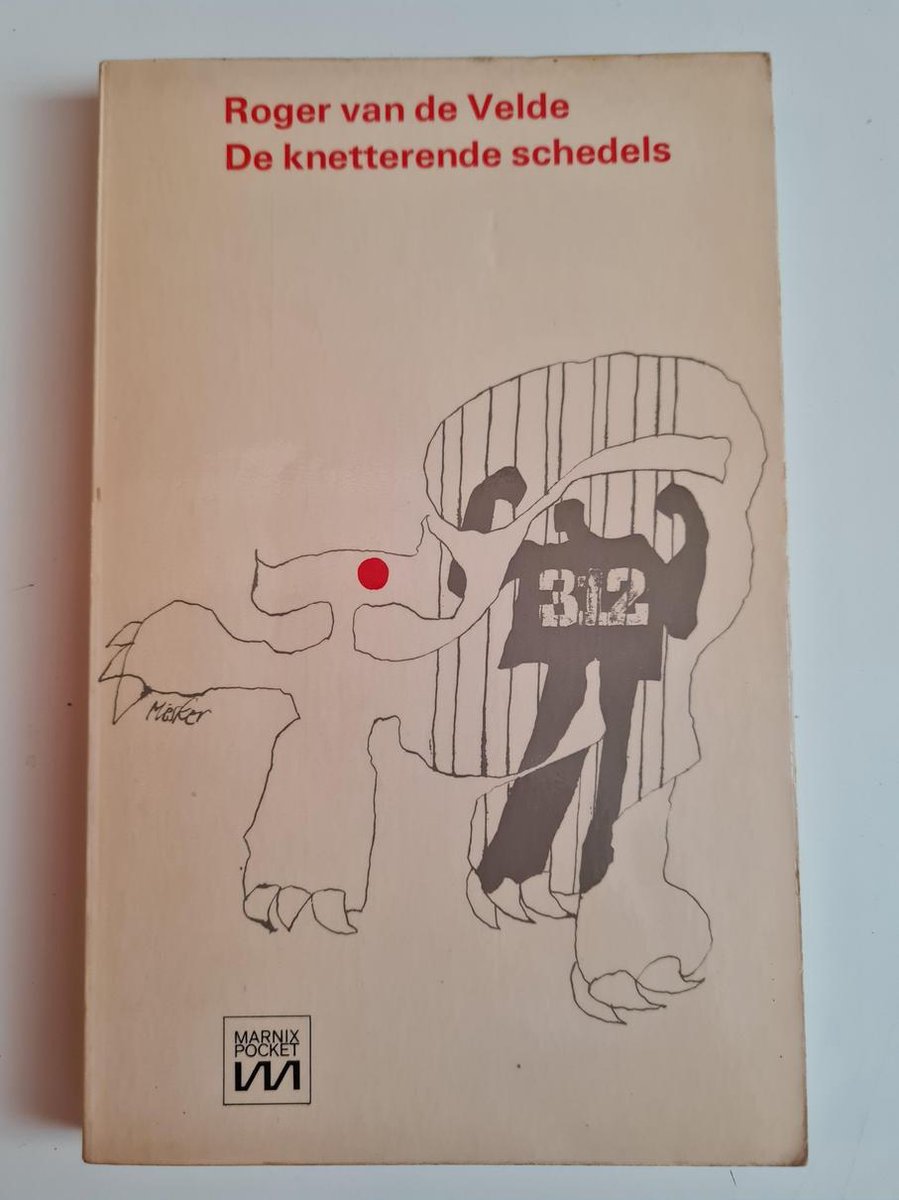 Roger van de Velde
De knetterende schedels
312
Mesker
MARNIX
POCKET